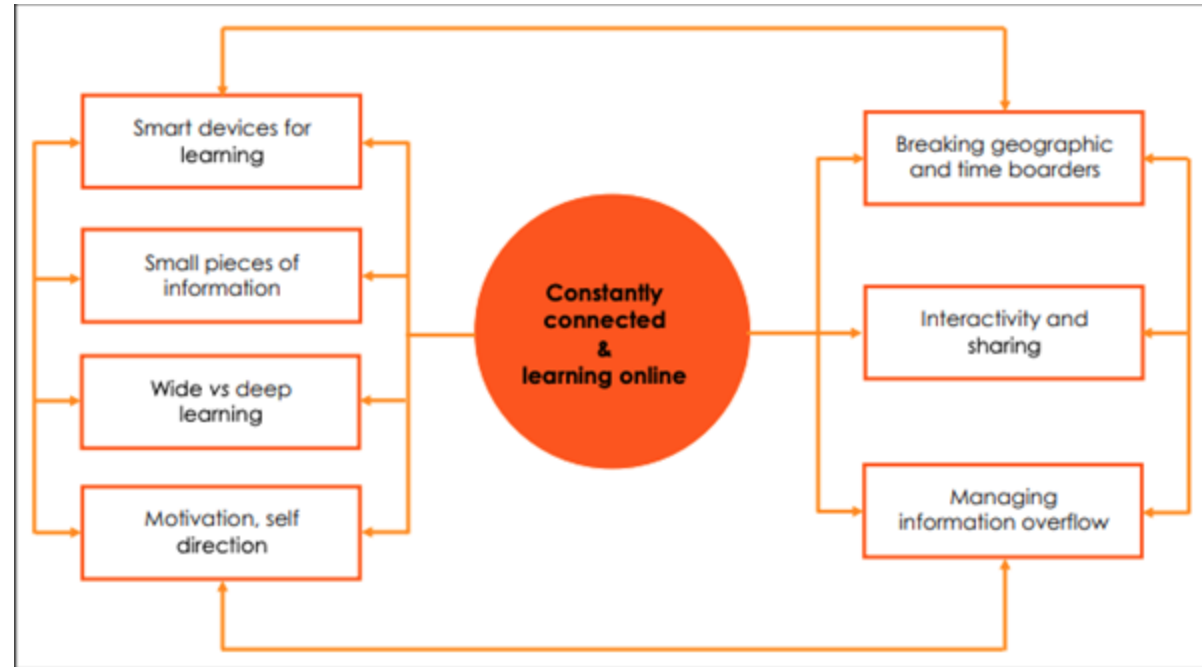 Smart devices for
learning
Small pieces of
information
Wide vs deep
learning
Motivation, self
direction
Constantly
connected
&
learning online
Breaking geographic
and time boarders
Interactivity and
sharing
Managing
information overflow